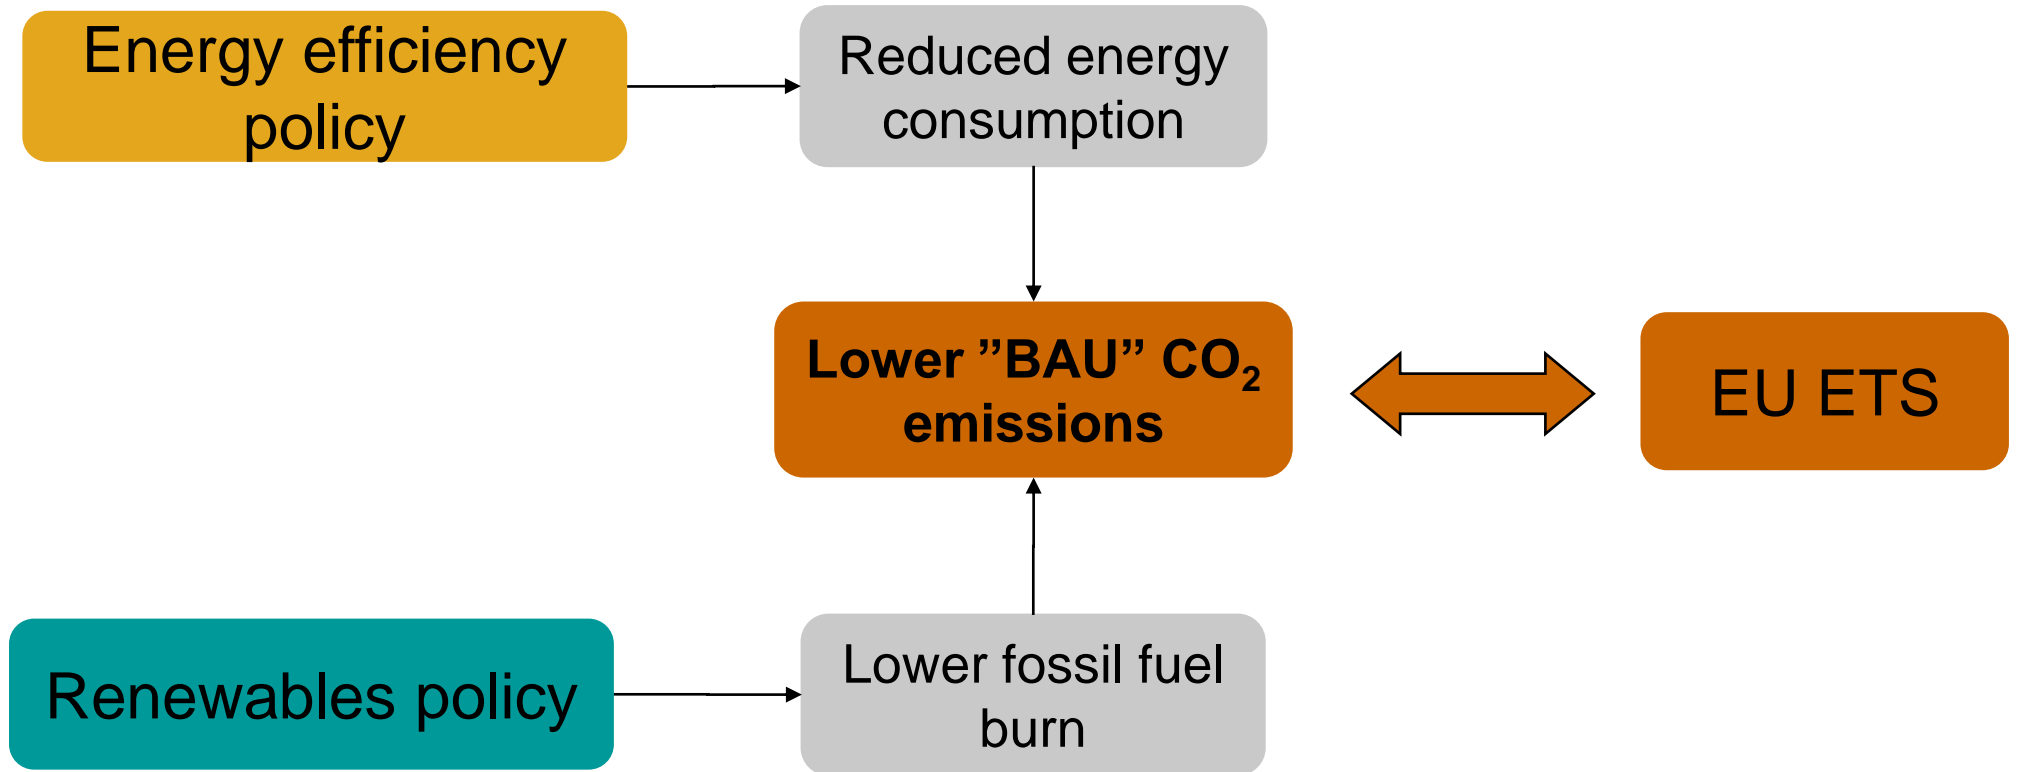 Energy efficiency
policy
Reduced energy
consumption
Lower ”BAU” CO₂
emissions
EU ETS
Renewables policy
Lower fossil fuel
burn